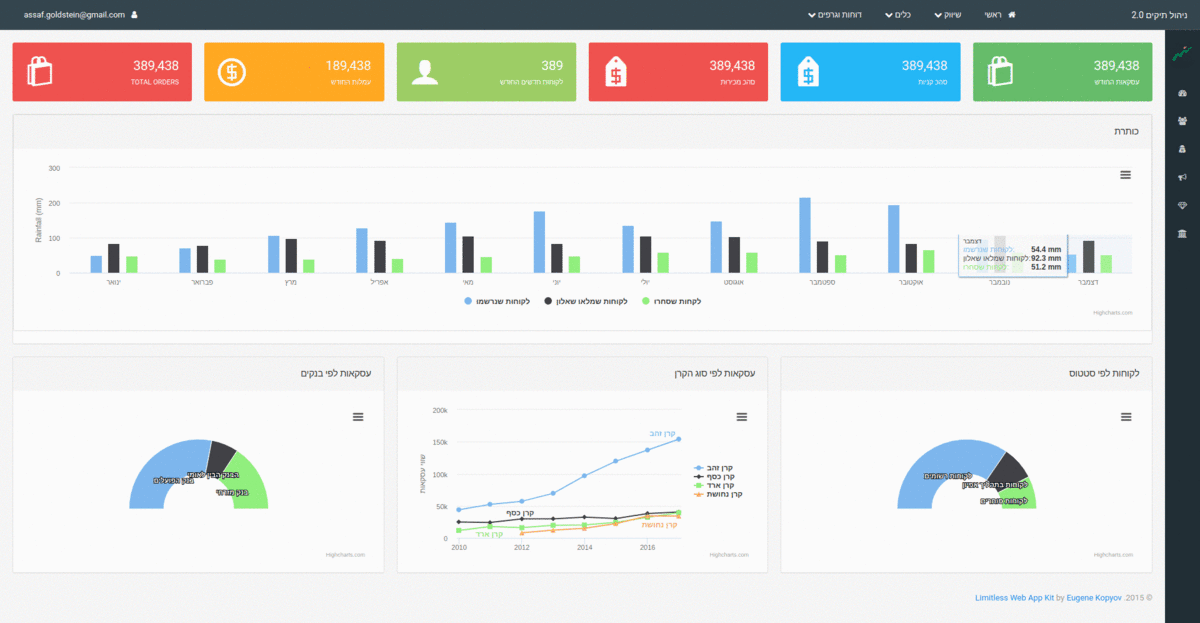 ניהול תיקים 2.0
ראשי
שיווק
כלים
דוחות וגרפים
assaf.goldstein@gmail.com
389,438
עסקאות החודש
389,438
סהכ קניות
389,438
סהכ מכירות
389
לקוחות חדשים החודש
189,438
עמלות החודש
389,438
TOTAL ORDERS
כותרת
300
200
100
0
Rainfall (mm)
ינואר
פברואר
מרץ
אפריל
מאי
יוני
יולי
אוגוסט
ספטמבר
אוקטובר
נובמבר
דצמבר
דצמבר
לקוחות שנרשמו: 54.4 mm
לקוחות שמלאו שאלון: 92.3 mm
לקוחות שסחרו: 51.2 mm
לקוחות שנרשמו
לקוחות שמלאו שאלון
לקוחות שסחרו
Highcharts.com
לקוחות לפי סטטוס
לקוחות רשומים
לקוחות בתהליך אפיון
לקוחות סוחרים
Highcharts.com
עסקאות לפי סוג הקרן
200k
150k
100k
50k
0
שווי עסקאות
2010
2012
2014
2016
קרן זהב
קרן כסף
קרן ארד
קרן נחושת
קרן זהב
קרן כסף
קרן ארד
קרן נחושת
Highcharts.com
עסקאות לפי בנקים
בנק הפועלים
הבנק הבין לאומי
בנק מזרחי
Highcharts.com
© 2015. Limitless Web App Kit by Eugene Kopyov